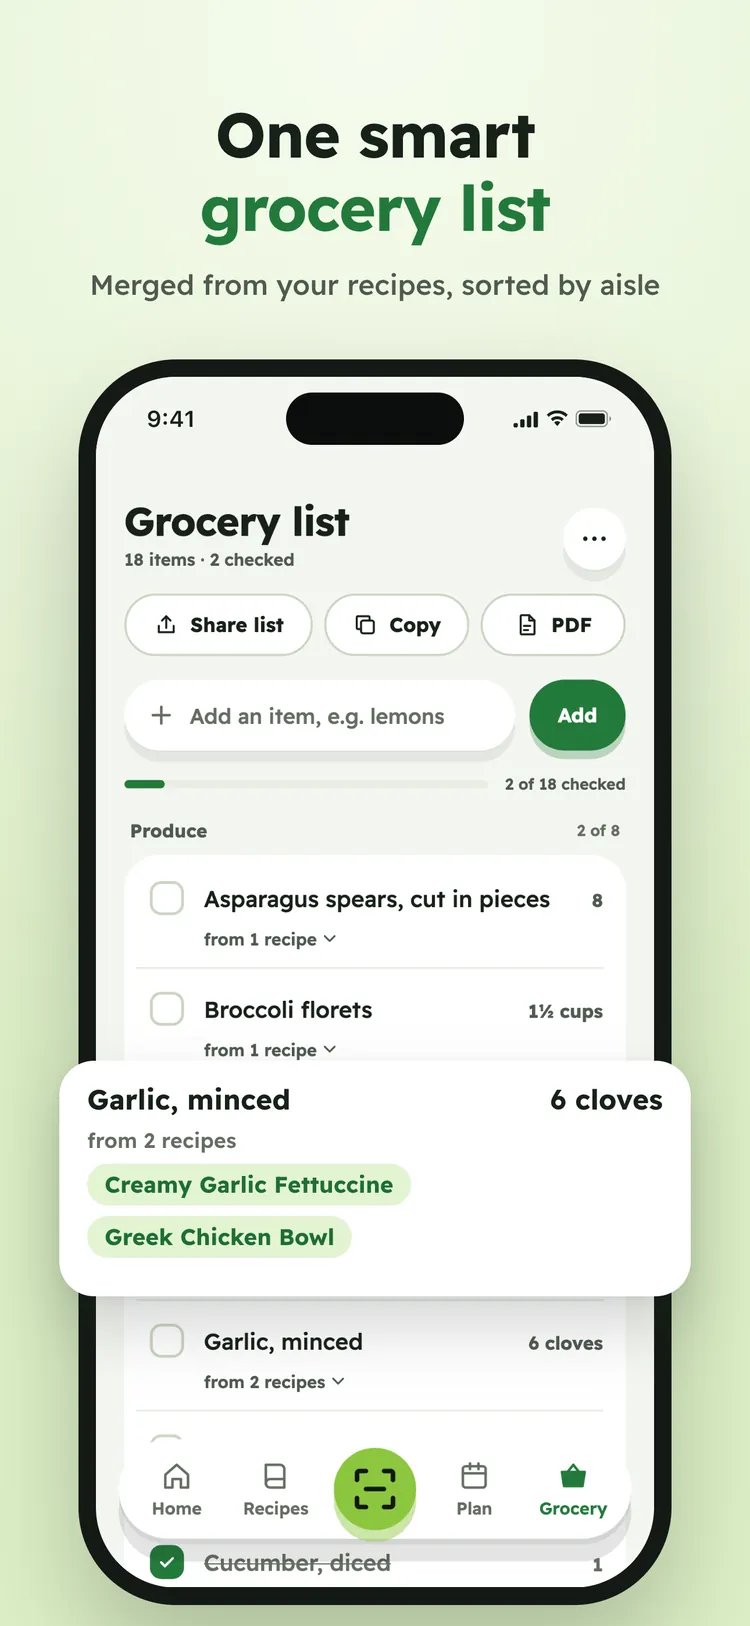 One smart
grocery list
Merged from your recipes, sorted by aisle
9:41
Grocery list
18 items · 2 checked
Share list
Copy
PDF
Add an item, e.g. lemons
Add
2 of 18 checked
Produce
2 of 8
Asparagus spears, cut in pieces
8
from 1 recipe
Broccoli florets
1½ cups
from 1 recipe
Garlic, minced
6 cloves
from 2 recipes
Creamy Garlic Fettuccine
Greek Chicken Bowl
Garlic, minced
6 cloves
from 2 recipes
Home
Recipes
Plan
Grocery
Cucumber, diced
1